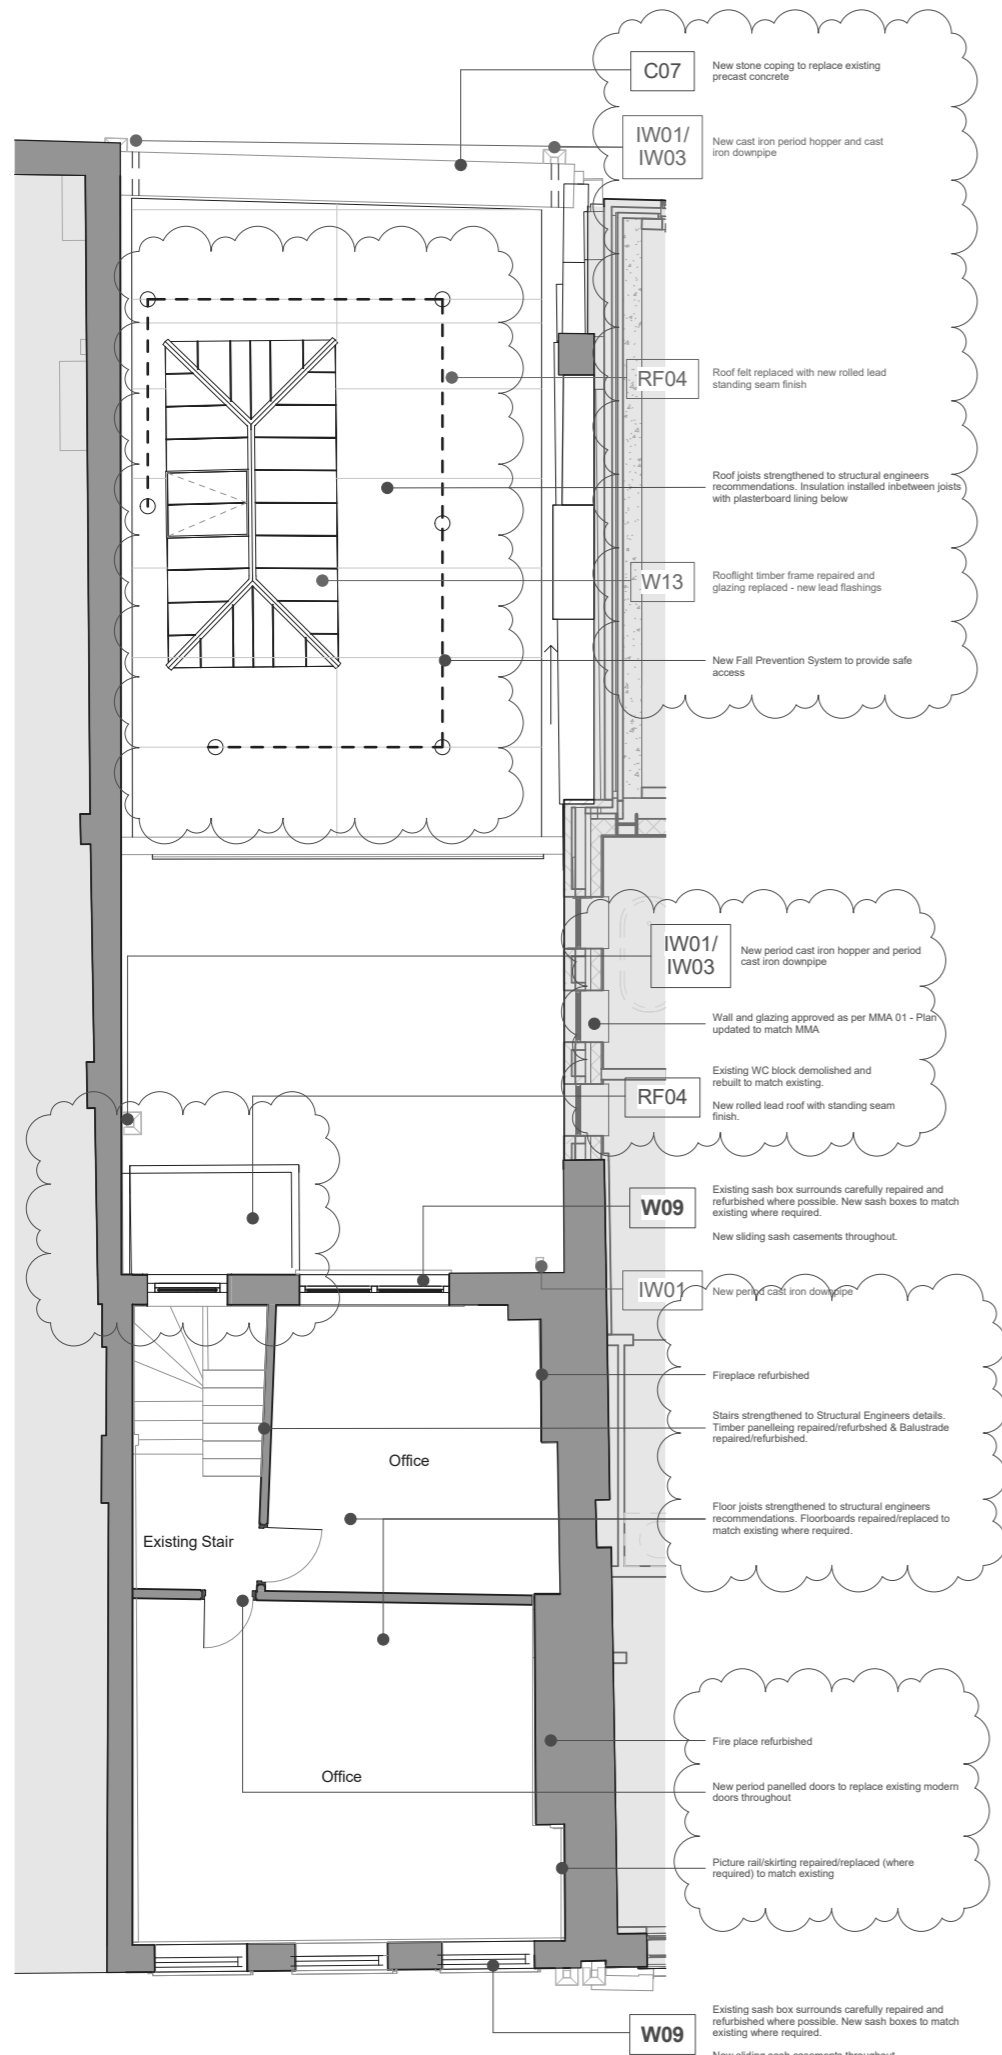 C07
New stone coping to replace existing
precast concrete
IW01/
IW03
New cast iron period hopper and cast
iron downpipe
RF04
Roof felt replaced with new rolled lead
standing seam finish
Roof joists strengthened to structural engineers
recommendations. Insulation installed inbetween joists
with plasterboard lining below
W13
Rooflight timber frame repaired and
glazing replaced - new lead flashings
New Fall Prevention System to provide safe
access
IW01/
IW03
New period cast iron hopper and period
cast iron downpipe
Wall and glazing approved as per MMA 01 - Plan
updated to match MMA
RF04
Existing WC block demolished and
rebuilt to match existing.
New rolled lead roof with standing seam
finish.
W09
Existing sash box surrounds carefully repaired and
refurbished where possible. New sash boxes to match
existing where required.
New sliding sash casements throughout.
IW01
New period cast iron downpipe
Fireplace refurbished
Stairs strengthened to Structural Engineers details.
Timber panelleing repaired/refurbshed & Balustrade
repaired/refurbished.
Office
Floor joists strengthened to structural engineers
recommendations. Floorboards repaired/replaced to
match existing where required.
Existing Stair
Fire place refurbished
Office
New period panelled doors to replace existing modern
doors throughout
Picture rail/skirting repaired/replaced (where
required) to match existing
W09
Existing sash box surrounds carefully repaired and
refurbished where possible. New sash boxes to match
existing where required.
New sliding sash casements throughout